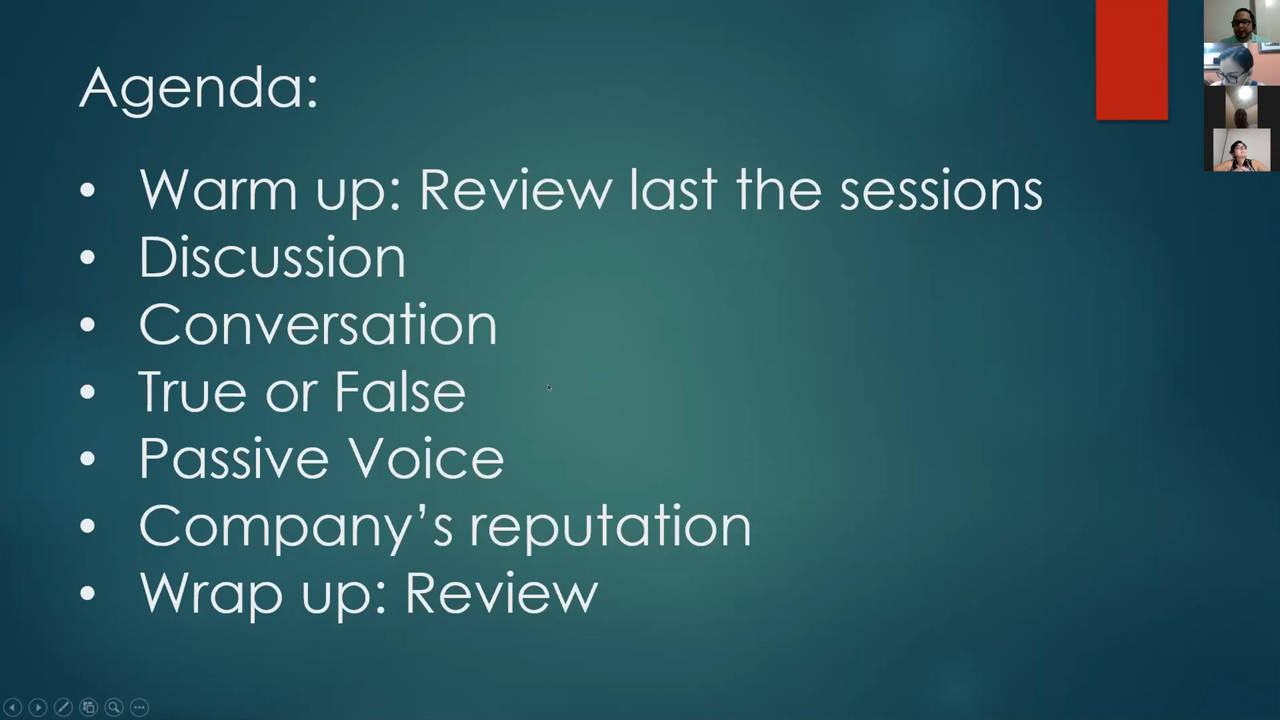 Agenda:
• Warm up: Review last the sessions
• Discussion
• Conversation
• True or False
• Passive Voice
• Company’s reputation
• Wrap up: Review